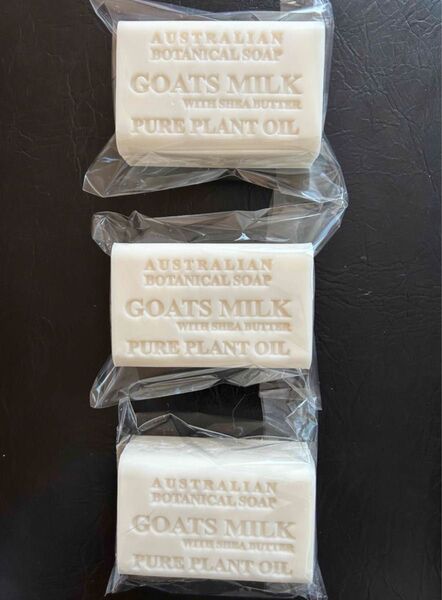 AUSTRALIAN
BOTANICAL SOAP
GOATS MILK
WITH SHEA BUTTER
PURE PLANT OIL
AUSTRALIAN
BOTANICAL SOAP
GOATS MILK
WITH SHEA BUTTER
PURE PLANT OIL
AUSTRALIAN
BOTANICAL SOAP
GOATS MILK
WITH SHEA BUTTER
PURE PLANT OIL